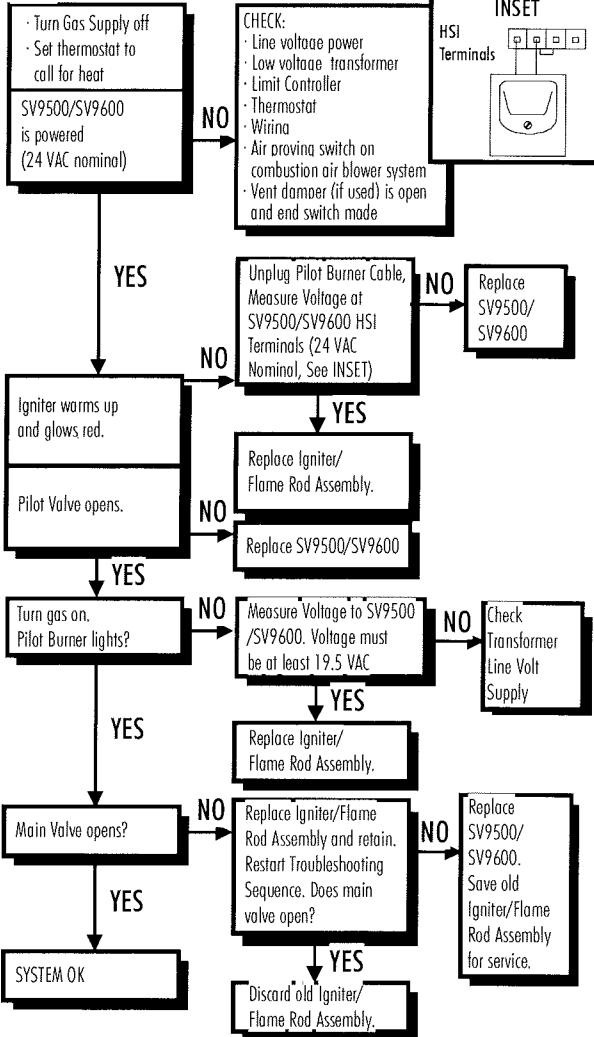 · Turn Gas Supply off
· Set thermostat to
call for heat
SV9500/SV9600
is powered
(24 VAC nominal)
NO
CHECK:
· Line voltage power
· Low voltage transformer
· Limit Controller
· Thermostat
· Wiring
· Air proving switch on
combustion air blower system
· Vent damper (if used) is open
and end switch made
INSET
HSI
Terminals
YES
Unplug Pilot Burner Cable,
Measure Voltage at
SV9500/SV9600 HSI
Terminals (24 VAC
Nominal, See INSET)
NO
Replace
SV9500/
SV9600
NO
Igniter warms up
and glows red.
YES
Replace Igniter/
Flame Rod Assembly.
Pilot Valve opens.
NO
Replace SV9500/SV9600
YES
Turn gas on.
Pilot Burner lights?
NO
Measure Voltage to SV9500
/SV9600. Voltage must
be at least 19.5 VAC
NO
Check
Transformer
Line Volt
Supply
YES
YES
Replace Igniter/
Flame Rod Assembly.
Main Valve opens?
NO
Replace Igniter/Flame
Rod Assembly and retain.
Restart Troubleshooting
Sequence. Does main
valve open?
NO
Replace
SV9500/
SV9600.
Save old
Igniter/Flame
Rod Assembly
for service.
YES
SYSTEM OK
YES
Discard old Igniter/
Flame Rod Assembly.